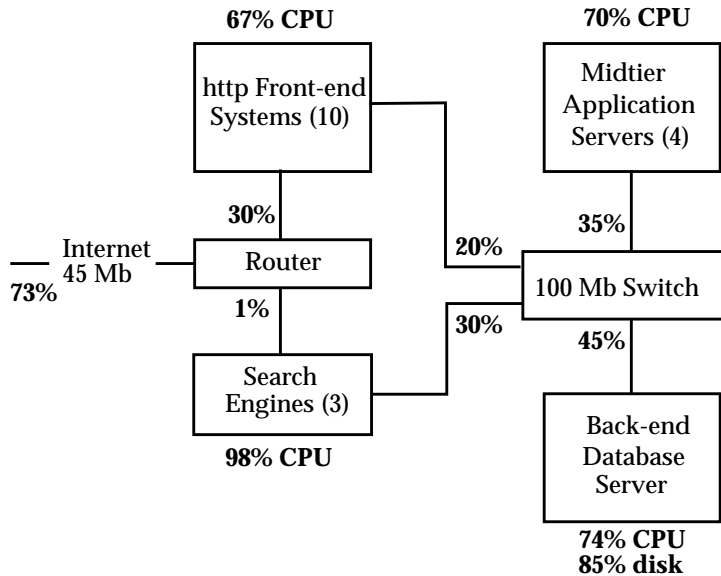 67% CPU
70% CPU
http Front-end
Systems (10)
Midtier
Application
Servers (4)
30%
35%
20%
Internet
45 Mb
73%
Router
100 Mb Switch
1%
30%
45%
Search
Engines (3)
98% CPU
Back-end
Database
Server
74% CPU
85% disk